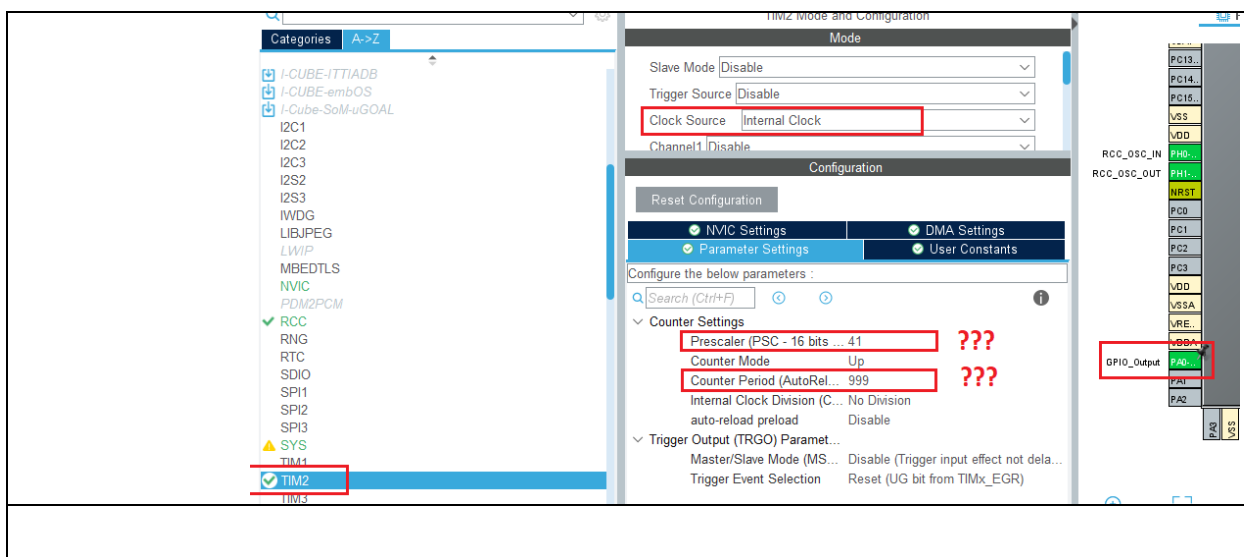 TIM2 Mode and Configuration
Categories A->Z
I-CUBE-ITTIADB
I-CUBE-embOS
I-Cube-SoM-uGOAL
I2C1
I2C2
I2C3
I2S2
I2S3
IWDG
LIBJPEG
LWIP
MBEDTLS
NVIC
PDM2PCM
RCC
RNG
RTC
SDIO
SPI1
SPI2
SPI3
SYS
TIM1
TIM2
TIM3
Mode
Slave Mode Disable
Trigger Source Disable
Clock Source Internal Clock
Channel1 Disable
Configuration
Reset Configuration
NVIC Settings DMA Settings
Parameter Settings User Constants
Configure the below parameters :
Search (Ctrl+F)
Counter Settings
Prescaler (PSC - 16 bits ... 41 ???
Counter Mode Up
Counter Period (AutoRel... 999 ???
Internal Clock Division (C... No Division
auto-reload preload Disable
Trigger Output (TRGO) Paramet...
Master/Slave Mode (MS... Disable (Trigger input effect not dela...
Trigger Event Selection Reset (UG bit from TIMx_EGR)
PC13..
PC14..
PC15..
VSS
VDD
RCC_OSC_IN PH0-..
RCC_OSC_OUT PH1-..
NRST
PC0
PC1
PC2
PC3
VDD
VSSA
VRE..
VDDA
GPIO_Output PA0-..
PA1
PA2
PA3
VSS